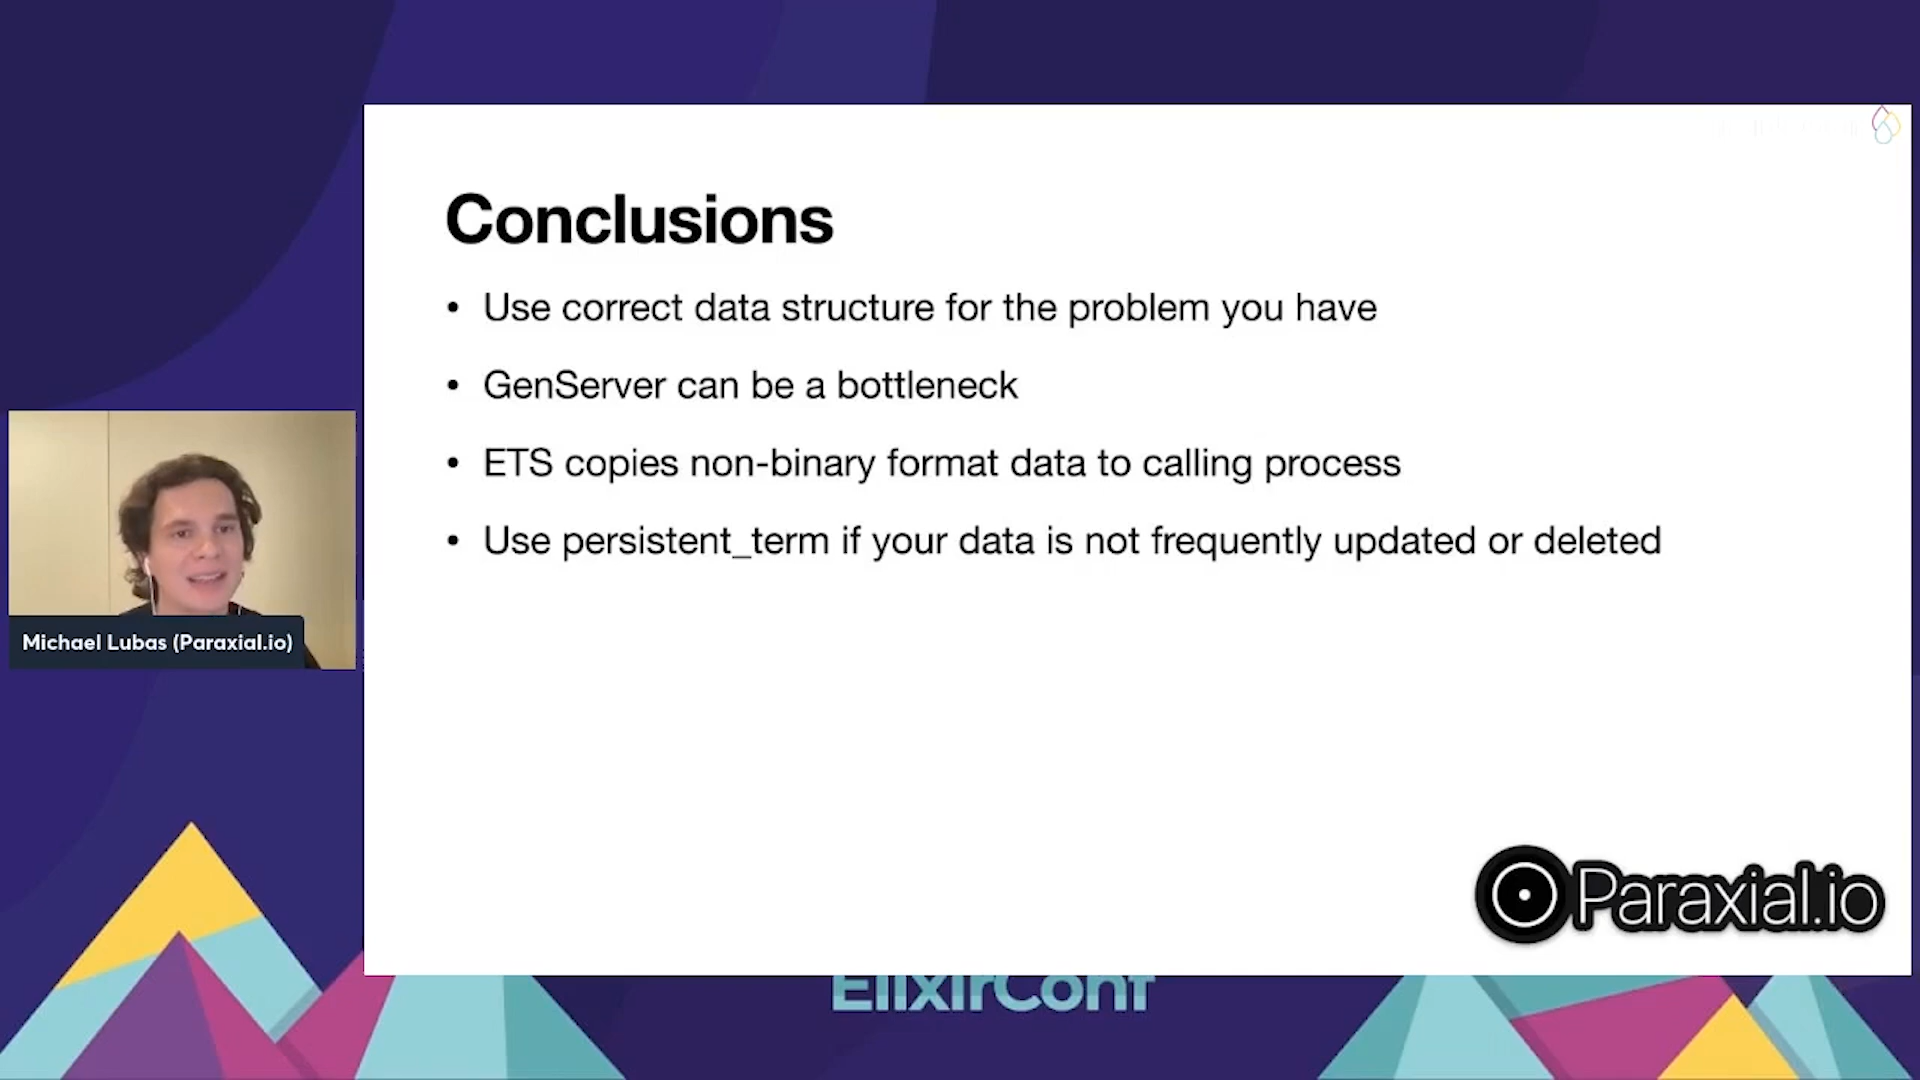 Conclusions
• Use correct data structure for the problem you have
• GenServer can be a bottleneck
• ETS copies non-binary format data to calling process
• Use persistent_term if your data is not frequently updated or deleted
Michael Lubas (Paraxial.io)
Paraxial.io
ElixirConf